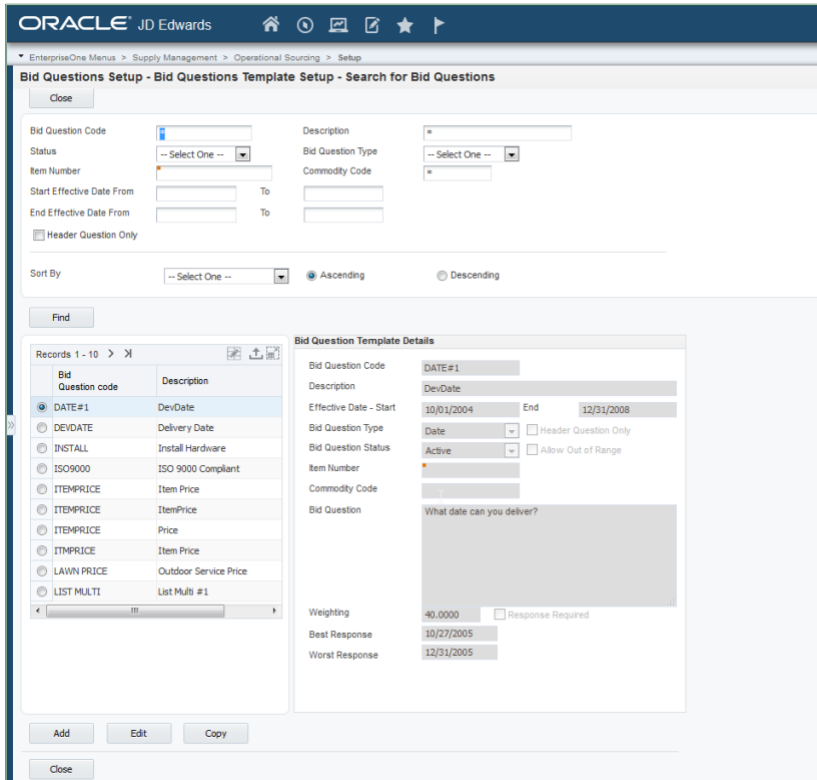 ORACLE JD Edwards
EnterpriseOne Menus > Supply Management > Operational Sourcing > Setup
Bid Questions Setup - Bid Questions Template Setup - Search for Bid Questions
Close
Bid Question Code * Description *
Status -- Select One -- Bid Question Type -- Select One --
Item Number * Commodity Code *
Start Effective Date From To
End Effective Date From To
Header Question Only
Sort By -- Select One -- Ascending Descending
Find
Records 1 - 10
Bid Question code Description
DATE#1 DevDate
DEVDATE Delivery Date
INSTALL Install Hardware
ISO9000 ISO 9000 Compliant
ITEMPRICE Item Price
ITEMPRICE ItemPrice
ITEMPRICE Price
ITMPRICE Item Price
LAWN PRICE Outdoor Service Price
LIST MULTI List Multi #1
Bid Question Template Details
Bid Question Code DATE#1
Description DevDate
Effective Date - Start 10/01/2004 End 12/31/2008
Bid Question Type Date Header Question Only
Bid Question Status Active Allow Out of Range
Item Number
Commodity Code
Bid Question What date can you deliver?
Weighting 40.0000 Response Required
Best Response 10/27/2005
Worst Response 12/31/2005
Add Edit Copy
Close